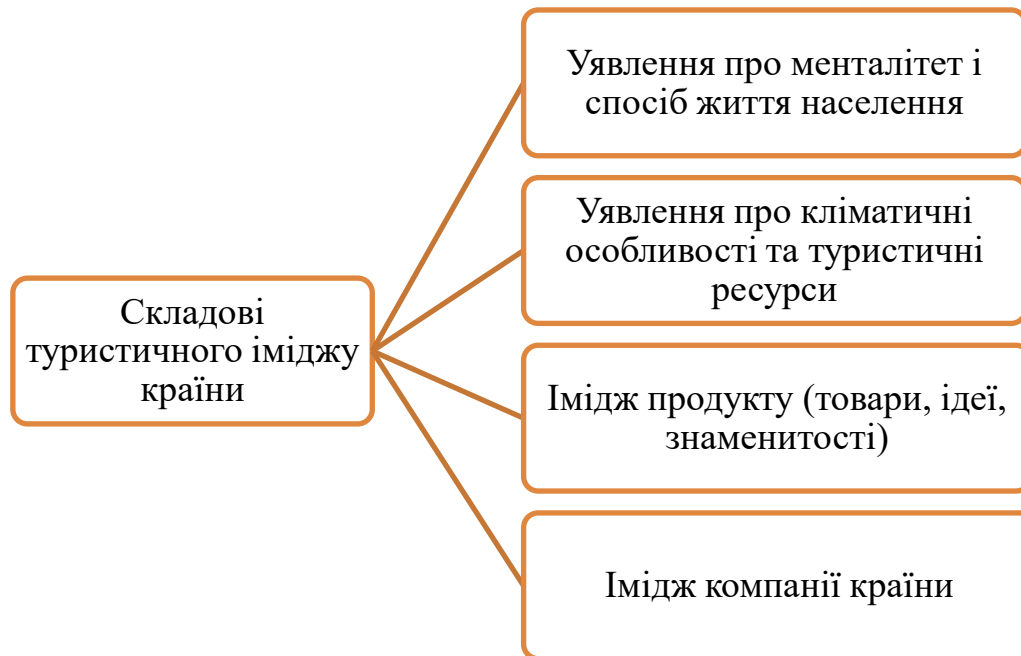 Уявлення про менталітет і
спосіб життя населення
Уявлення про кліматичні
особливості та туристичні
ресурси
Складові
туристичного іміджу
країни
Імідж продукту (товари, ідеї,
знаменитості)
Імідж компанії країни